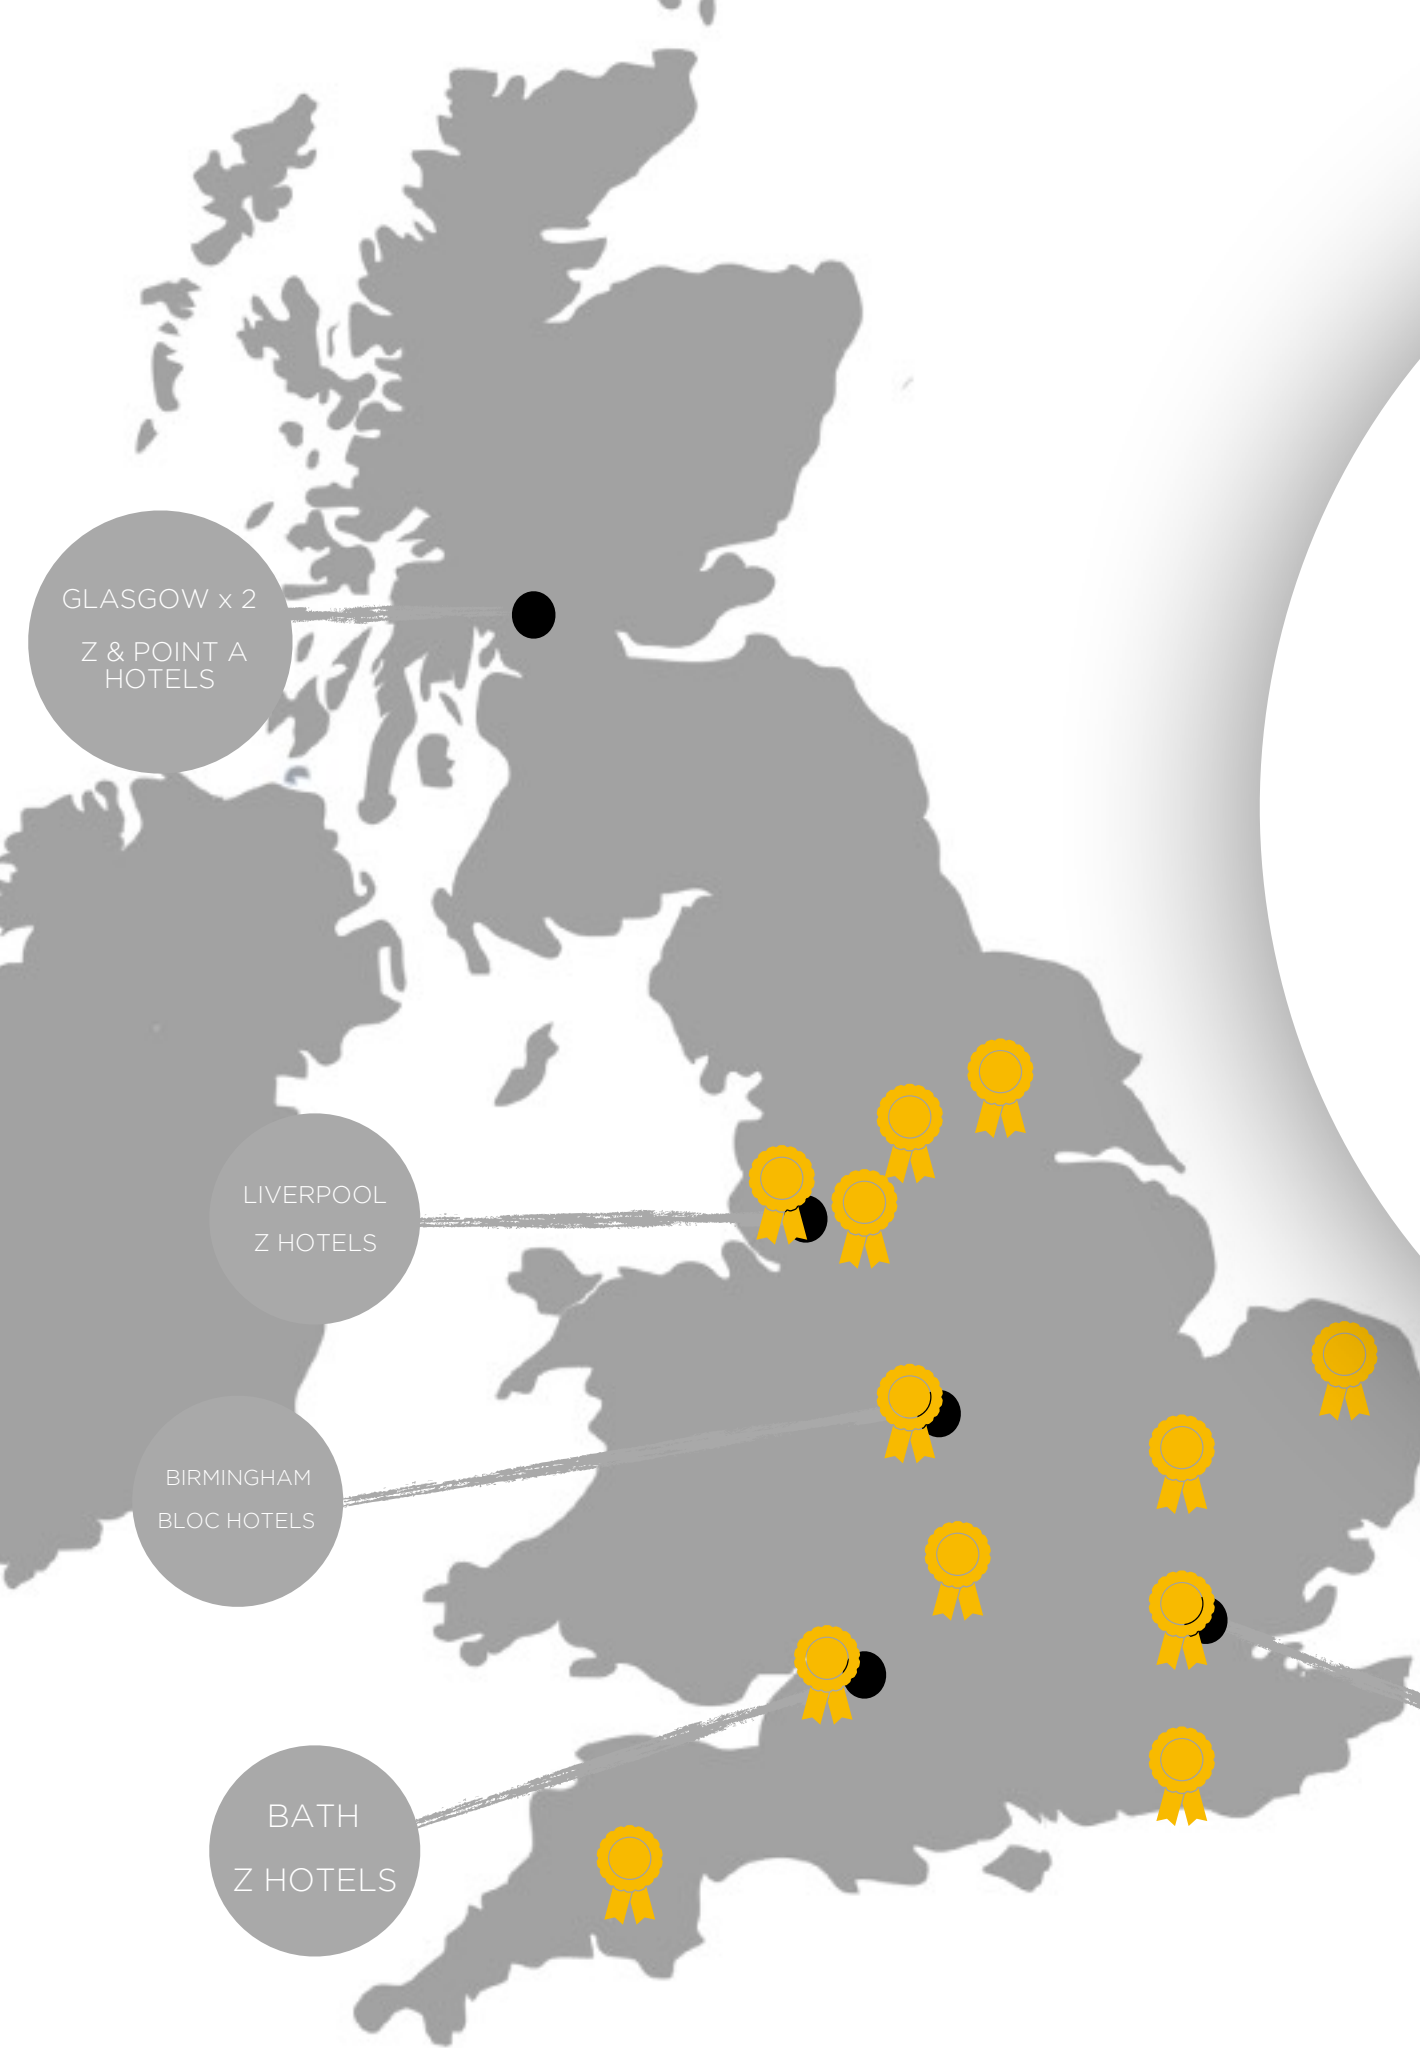 GLASGOW x 2
Z & POINT A
HOTELS
LIVERPOOL
Z HOTELS
BIRMINGHAM
BLOC HOTELS
BATH
Z HOTELS